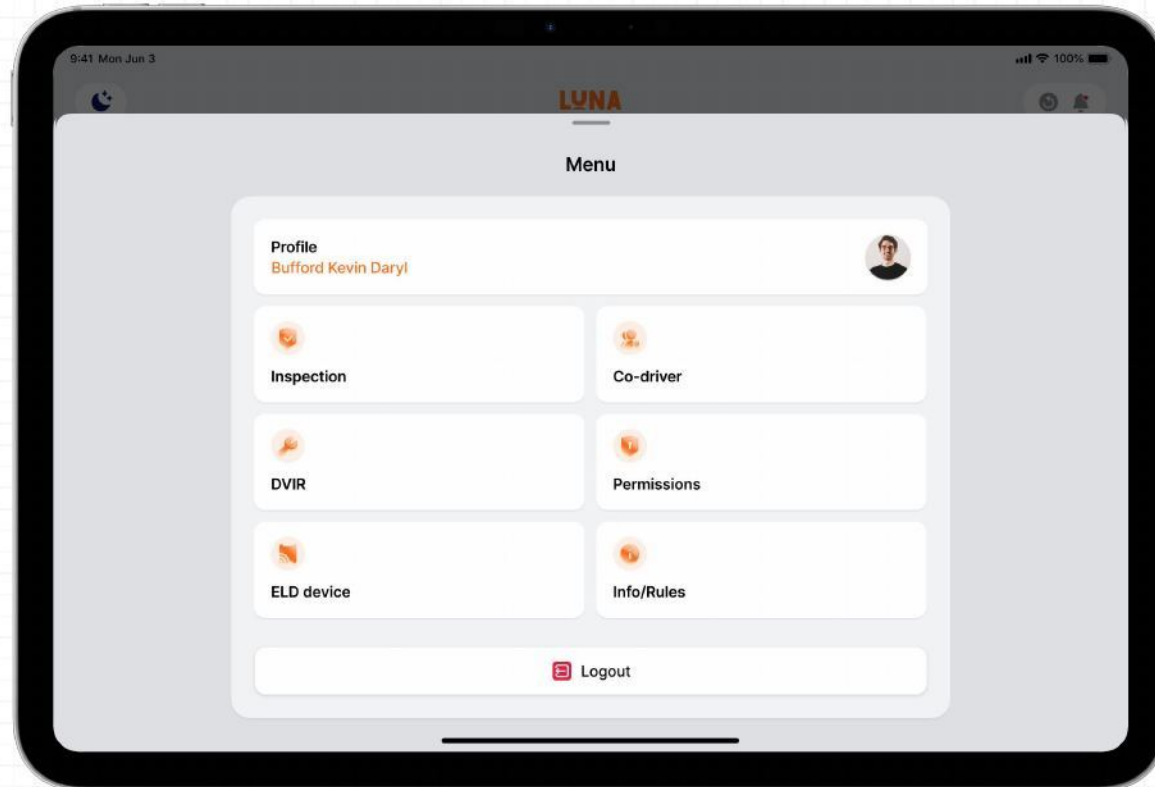 9:41 Mon Jun 3
100%
LUNA
Menu
Profile
Bufford Kevin Daryl
Inspection
Co-driver
DVIR
Permissions
ELD device
Info/Rules
Logout